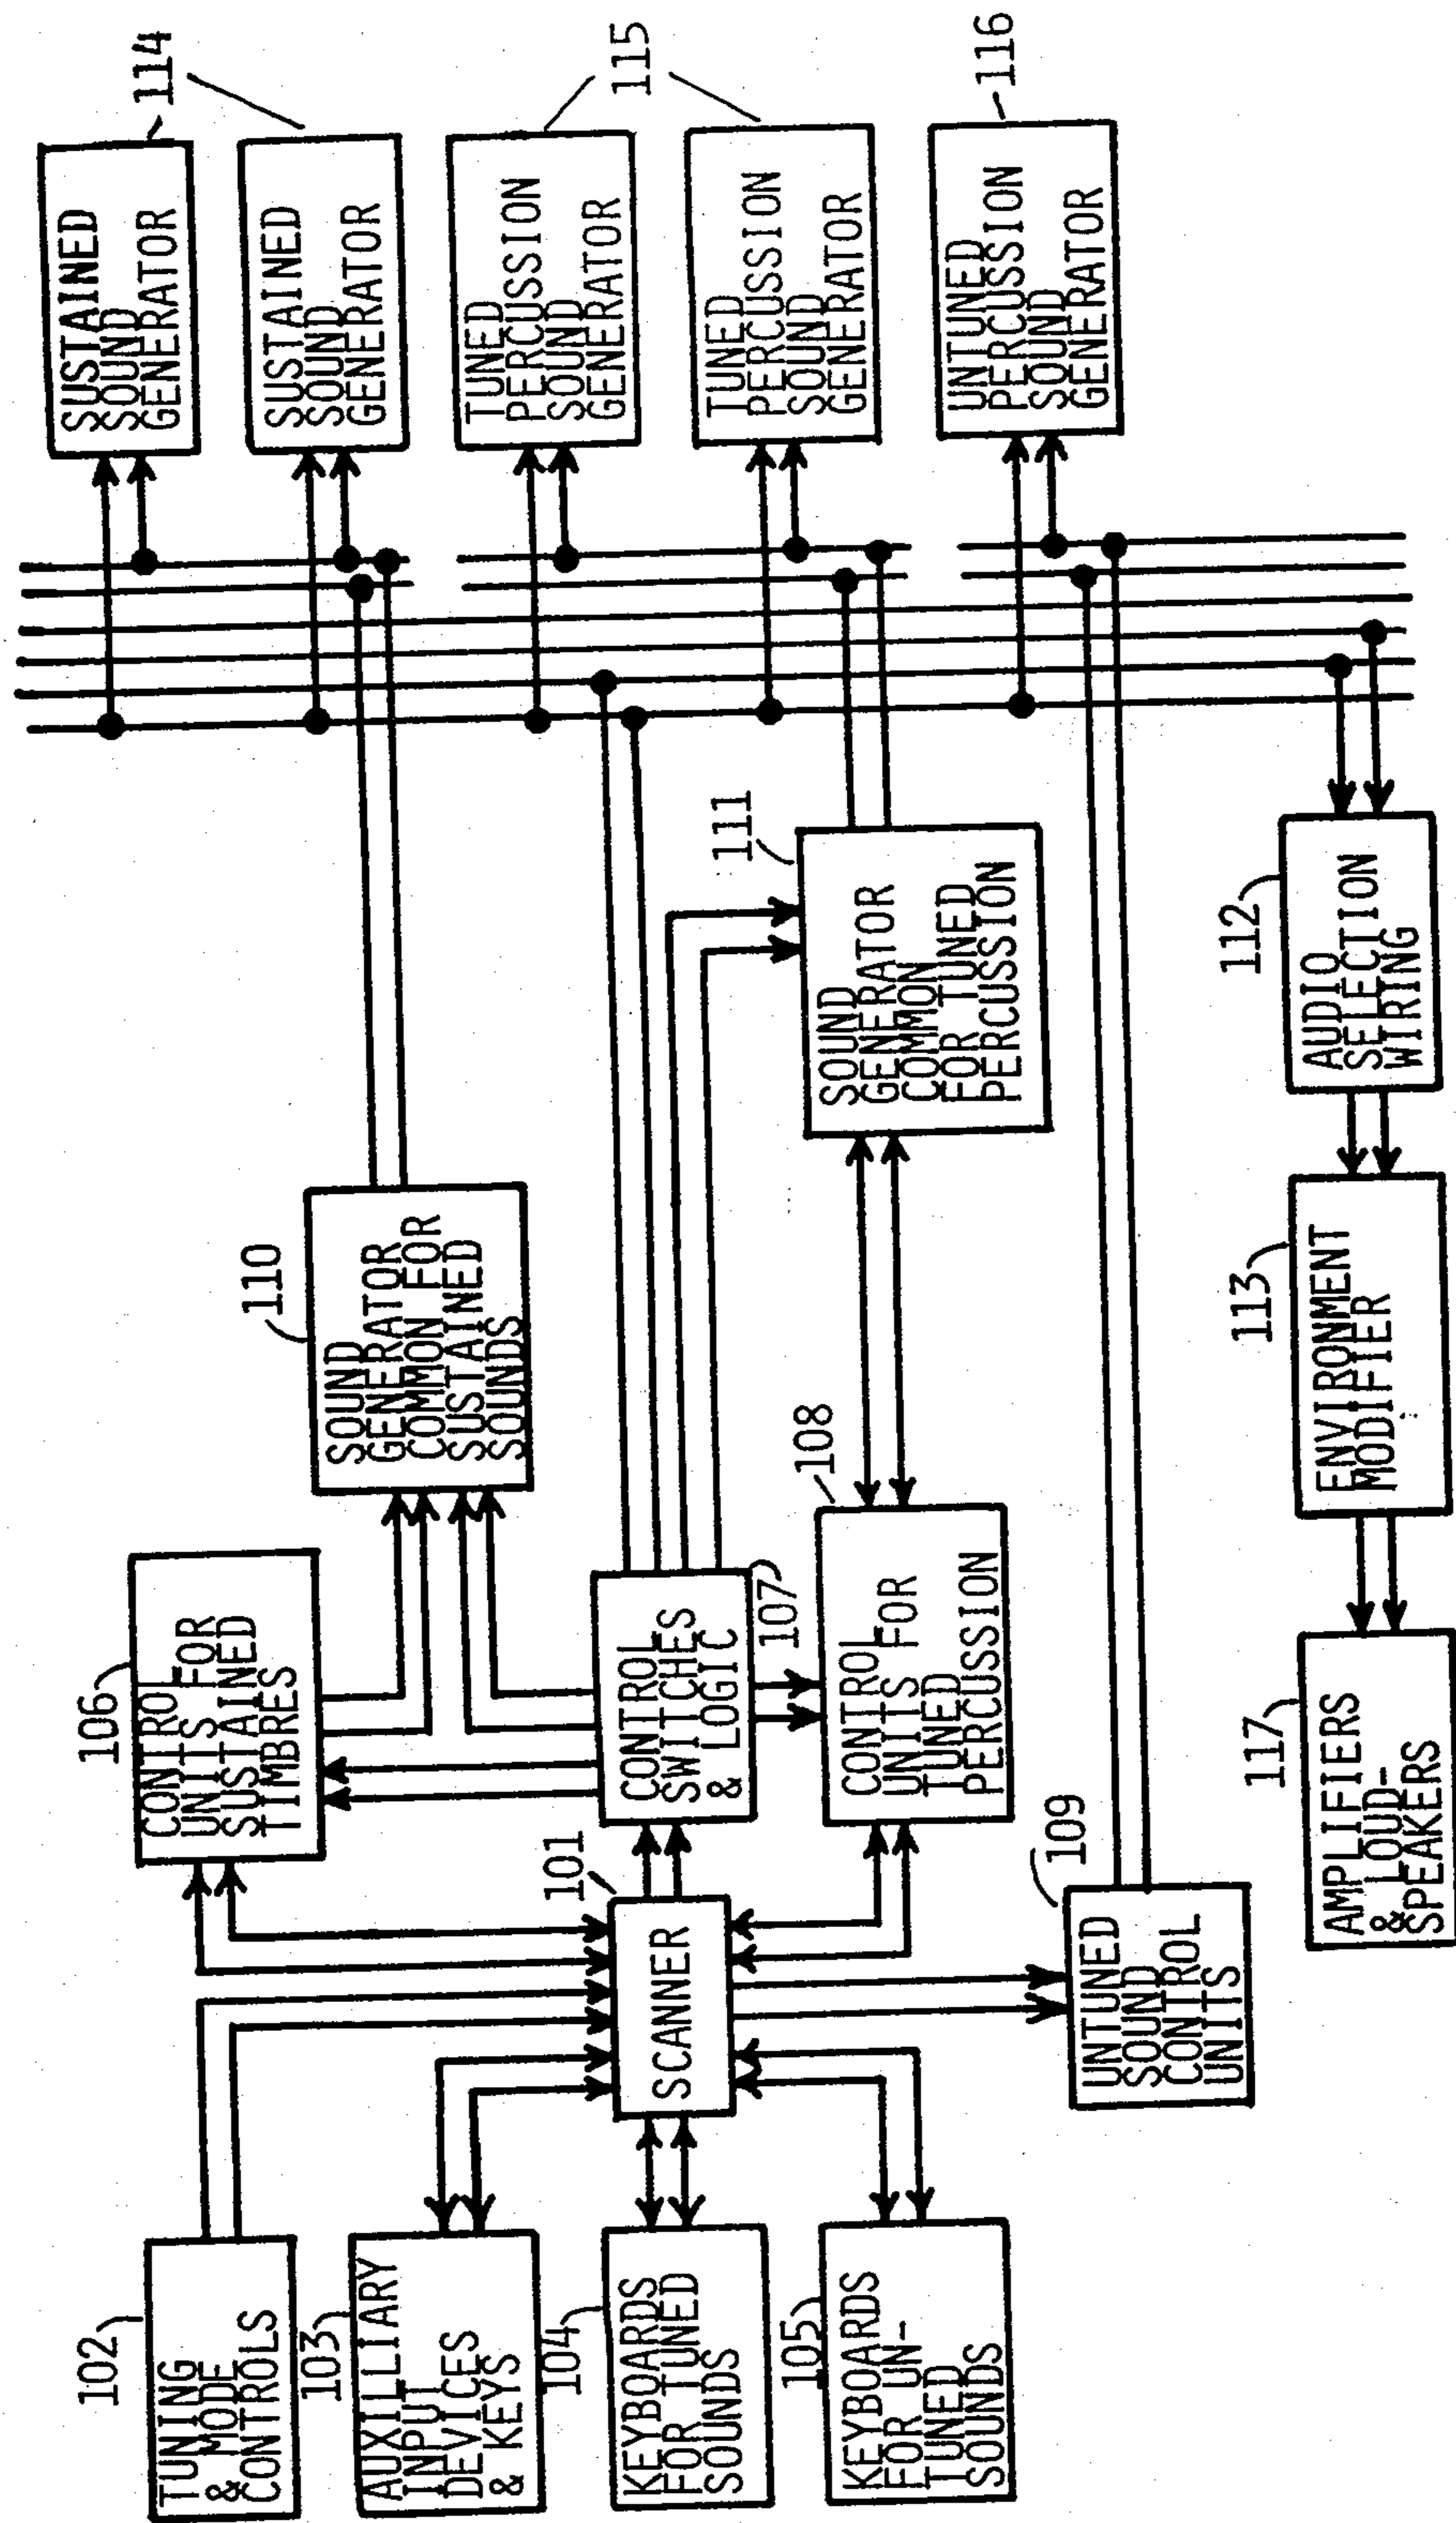 102
TUNING
& MODE
CONTROLS
103
AUXILLIARY
INPUT
DEVICES
& KEYS
104
KEYBOARDS
FOR TUNED
SOUNDS
105
KEYBOARDS
FOR UN-
TUNED
SOUNDS
101
SCANNER
106
CONTROL
UNITS FOR
SUSTAINED
TIMBRES
CONTROL
SWITCHES
& LOGIC
107
108
CONTROL
UNITS FOR
TUNED
PERCUSSION
109
UNTUNED
SOUND
CONTROL
UNITS
110
SOUND
GENERATOR
COMMON FOR
SUSTAINED
SOUNDS
111
SOUND
GENERATOR
COMMON
FOR TUNED
PERCUSSION
112
AUDIO
SELECTION
WIRING
113
ENVIRONMENT
MODIFIER
117
AMPLIFIERS
& LOUD-
SPEAKERS
114
SUSTAINED
SOUND
GENERATOR
SUSTAINED
SOUND
GENERATOR
115
TUNED
PERCUSSION
SOUND
GENERATOR
TUNED
PERCUSSION
SOUND
GENERATOR
116
UNTUNED
PERCUSSION
SOUND
GENERATOR